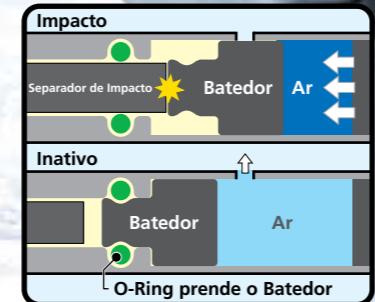 Impacto
Separador de Impacto Batedor Ar
Inativo
Batedor Ar
O-Ring prende o Batedor